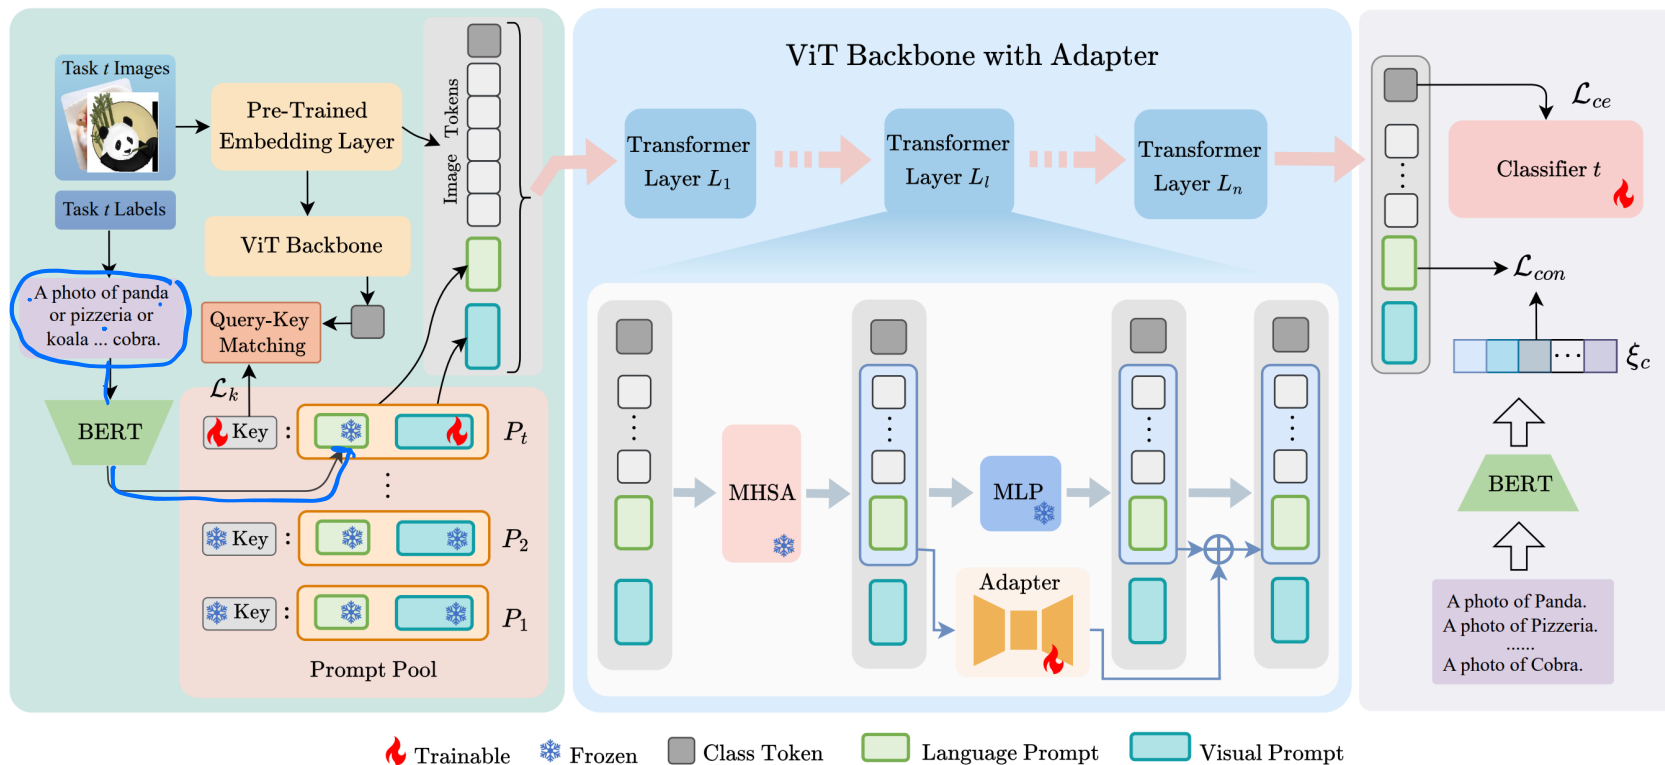 Task t Images
Pre-Trained
Embedding Layer
Image Tokens
Task t Labels
ViT Backbone
A photo of panda
or pizzeria or
koala ... cobra.
Query-Key
Matching
ℒk
BERT
Key :
Pt
⋮
Key :
P2
Key :
P1
Prompt Pool
ViT Backbone with Adapter
Transformer
Layer L1
Transformer
Layer Ll
Transformer
Layer Ln
MHSA
MLP
Adapter
ℒce
Classifier t
ℒcon
ξc
BERT
A photo of Panda.
A photo of Pizzeria.
......
A photo of Cobra.
Trainable
Frozen
Class Token
Language Prompt
Visual Prompt